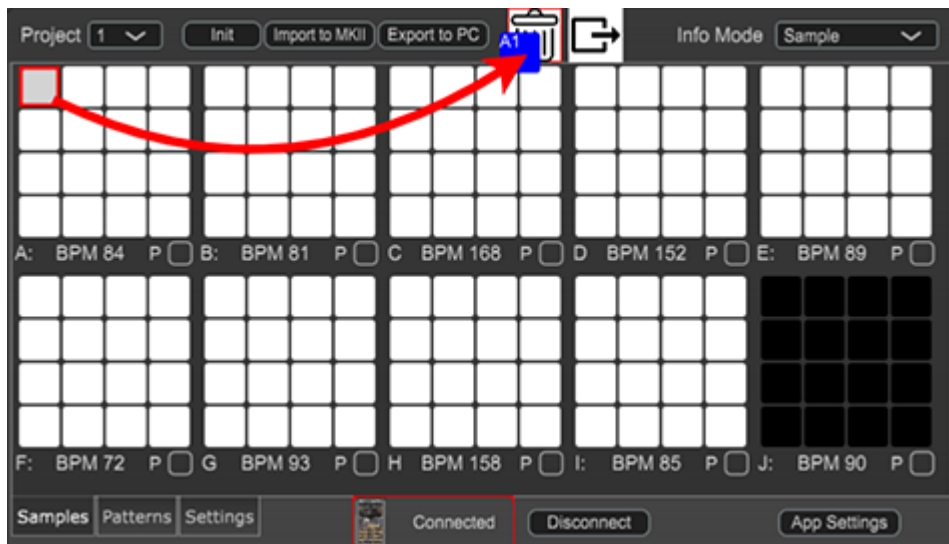 Project 1 Init Import to MKII Export to PC A1 Info Mode Sample
A: BPM 84 P B: BPM 81 P C BPM 168 P D BPM 152 P E: BPM 89 P
F: BPM 72 P G BPM 93 P H BPM 158 P I: BPM 85 P J: BPM 90 P
Samples Patterns Settings Connected Disconnect App Settings